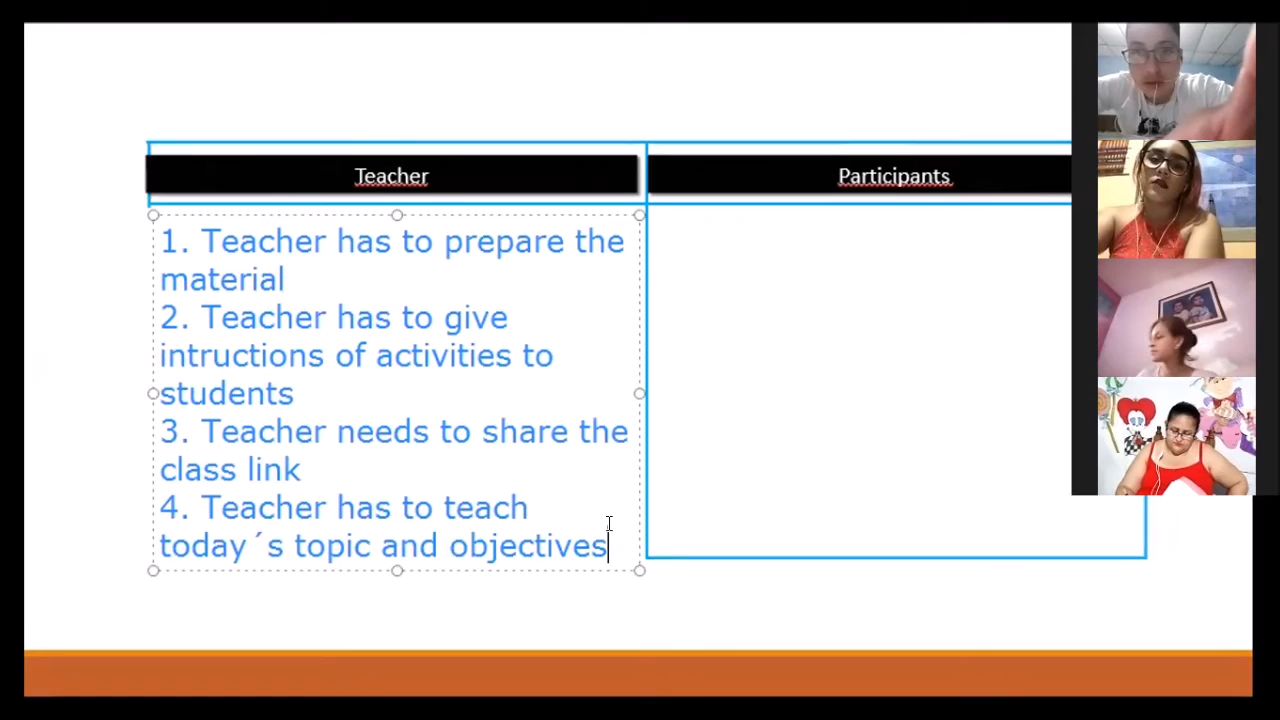 Teacher
Participants
1. Teacher has to prepare the
material
2. Teacher has to give
intructions of activities to
students
3. Teacher needs to share the
class link
4. Teacher has to teach
today´s topic and objectives